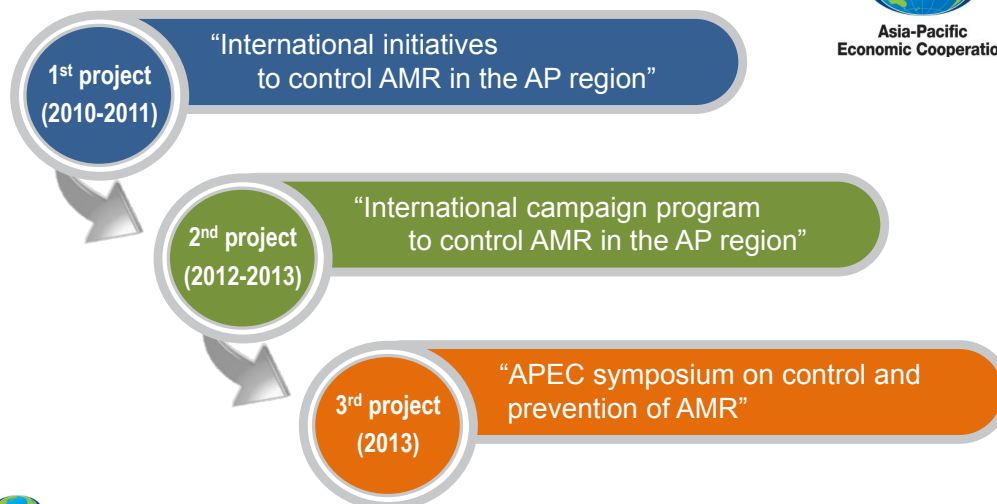 Asia-Pacific
Economic Cooperatio
1st project
(2010-2011)
“International initiatives
to control AMR in the AP region”
2nd project
(2012-2013)
“International campaign program
to control AMR in the AP region”
3rd project
(2013)
“APEC symposium on control and
prevention of AMR”